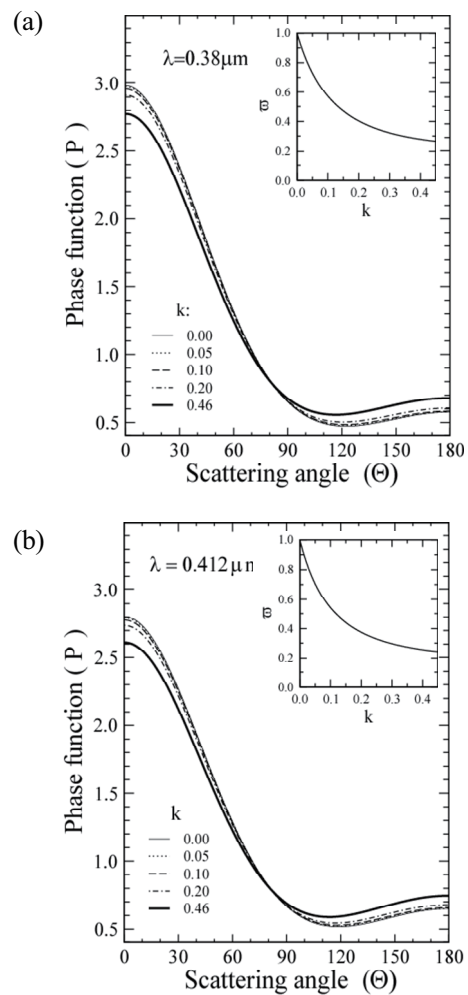 (a)
λ=0.38μm
1.0
0.8
0.6
0.4
0.2
0.0
ϖ
0.0 0.1 0.2 0.3 0.4
k
3.0
2.5
2.0
1.5
1.0
0.5
Phase function ( P )
k:
0.00
0.05
0.10
0.20
0.46
0 30 60 90 120 150 180
Scattering angle (Θ)
(b)
λ = 0.412 μ r
1.0
0.8
0.6
0.4
0.2
0.0
ϖ
0.0 0.1 0.2 0.3 0.4
k
3.0
2.5
2.0
1.5
1.0
0.5
Phase function ( P )
k
0.00
0.05
0.10
0.20
0.46
0 30 60 90 120 150 180
Scattering angle (Θ)